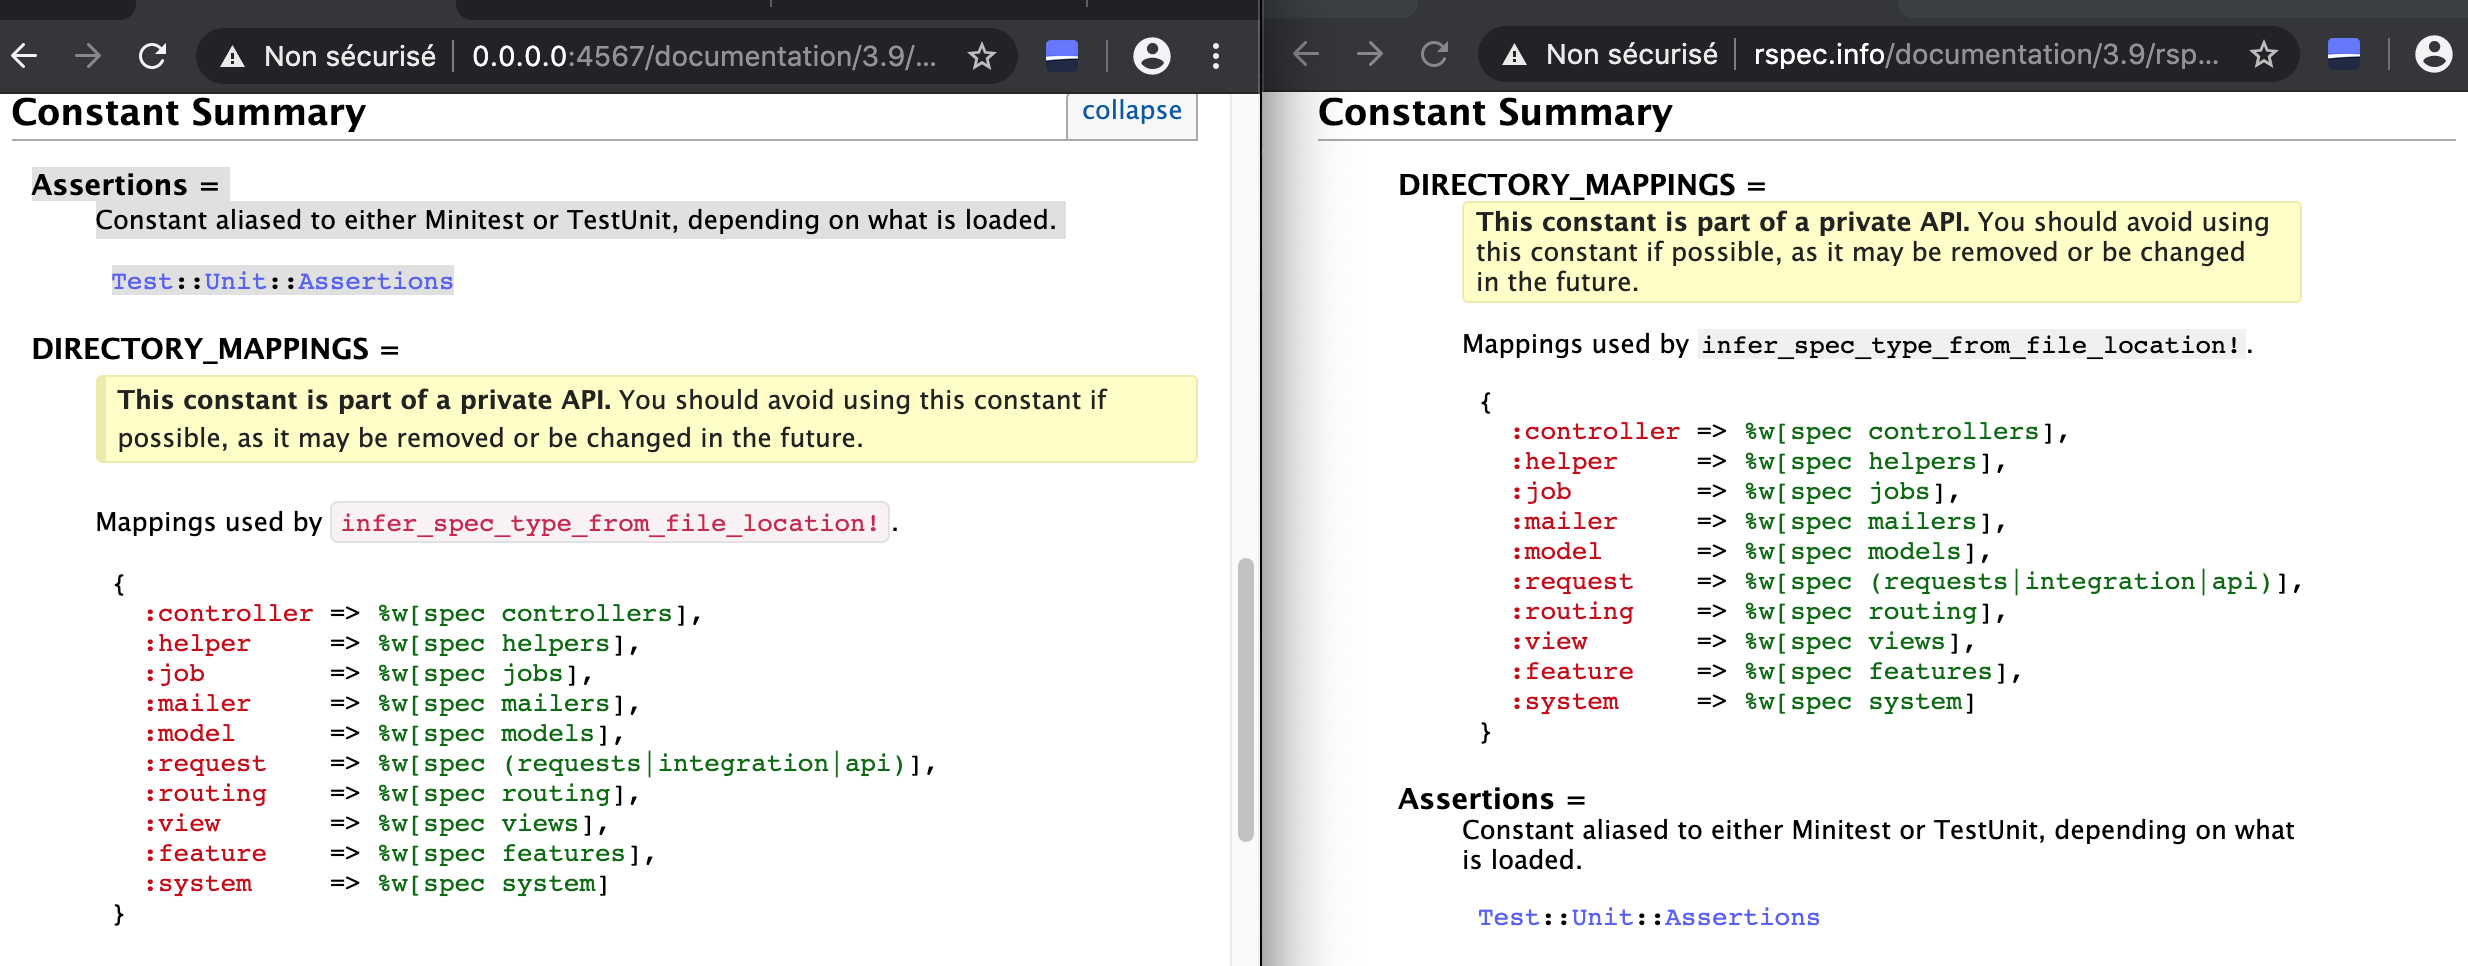 Non sécurisé 0.0.0.0:4567/documentation/3.9/...
Constant Summary
collapse
Assertions =
Constant aliased to either Minitest or TestUnit, depending on what is loaded.
Test::Unit::Assertions
DIRECTORY_MAPPINGS =
This constant is part of a private API. You should avoid using this constant if
possible, as it may be removed or be changed in the future.
Mappings used by infer_spec_type_from_file_location! .
{
:controller => %w[spec controllers],
:helper     => %w[spec helpers],
:job        => %w[spec jobs],
:mailer     => %w[spec mailers],
:model      => %w[spec models],
:request    => %w[spec (requests|integration|api)],
:routing    => %w[spec routing],
:view       => %w[spec views],
:feature    => %w[spec features],
:system     => %w[spec system]
}
Non sécurisé rspec.info/documentation/3.9/rsp...
Constant Summary
DIRECTORY_MAPPINGS =
This constant is part of a private API. You should avoid using
this constant if possible, as it may be removed or be changed
in the future.
Mappings used by infer_spec_type_from_file_location!.
{
:controller => %w[spec controllers],
:helper     => %w[spec helpers],
:job        => %w[spec jobs],
:mailer     => %w[spec mailers],
:model      => %w[spec models],
:request    => %w[spec (requests|integration|api)],
:routing    => %w[spec routing],
:view       => %w[spec views],
:feature    => %w[spec features],
:system     => %w[spec system]
}
Assertions =
Constant aliased to either Minitest or TestUnit, depending on what
is loaded.
Test::Unit::Assertions